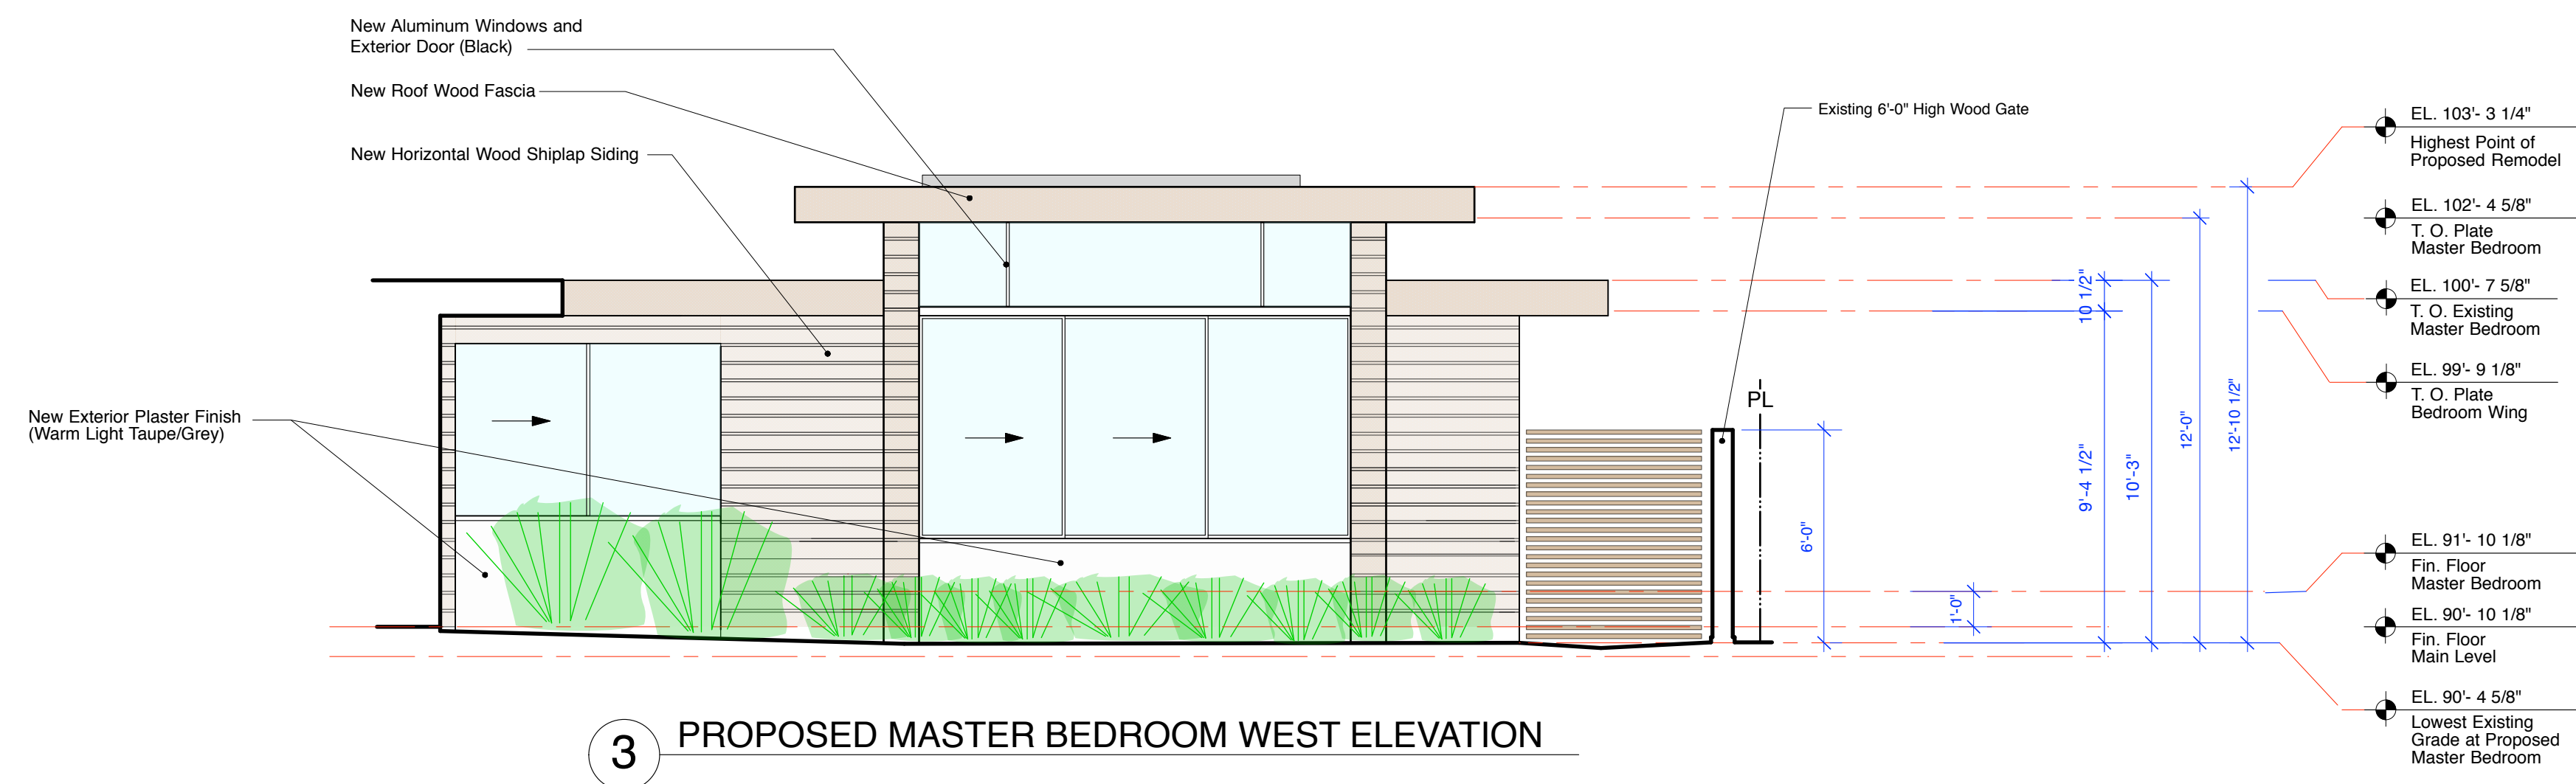 New Aluminum Windows and
Exterior Door (Black)
New Roof Wood Fascia
New Horizontal Wood Shiplap Siding
New Exterior Plaster Finish
(Warm Light Taupe/Grey)
Existing 6'-0" High Wood Gate
PL
6'-0"
1'-0"
10 1/2"
9'-4 1/2"
10'-3"
12'-0"
12'-10 1/2"
EL. 103'- 3 1/4"
Highest Point of
Proposed Remodel
EL. 102'- 4 5/8"
T. O. Plate
Master Bedroom
EL. 100'- 7 5/8"
T. O. Existing
Master Bedroom
EL. 99'- 9 1/8"
T. O. Plate
Bedroom Wing
EL. 91'- 10 1/8"
Fin. Floor
Master Bedroom
EL. 90'- 10 1/8"
Fin. Floor
Main Level
EL. 90'- 4 5/8"
Lowest Existing
Grade at Proposed
Master Bedroom
3 PROPOSED MASTER BEDROOM WEST ELEVATION